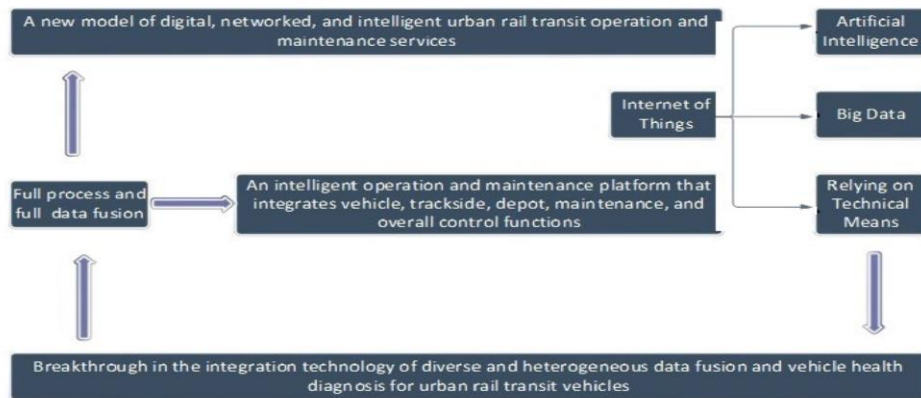 A new model of digital, networked, and intelligent urban rail transit operation and
maintenance services
Artificial
Intelligence
Internet of
Things
Big Data
Full process and
full data fusion
An intelligent operation and maintenance platform that
integrates vehicle, trackside, depot, maintenance, and
overall control functions
Relying on
Technical
Means
Breakthrough in the integration technology of diverse and heterogeneous data fusion and vehicle health
diagnosis for urban rail transit vehicles